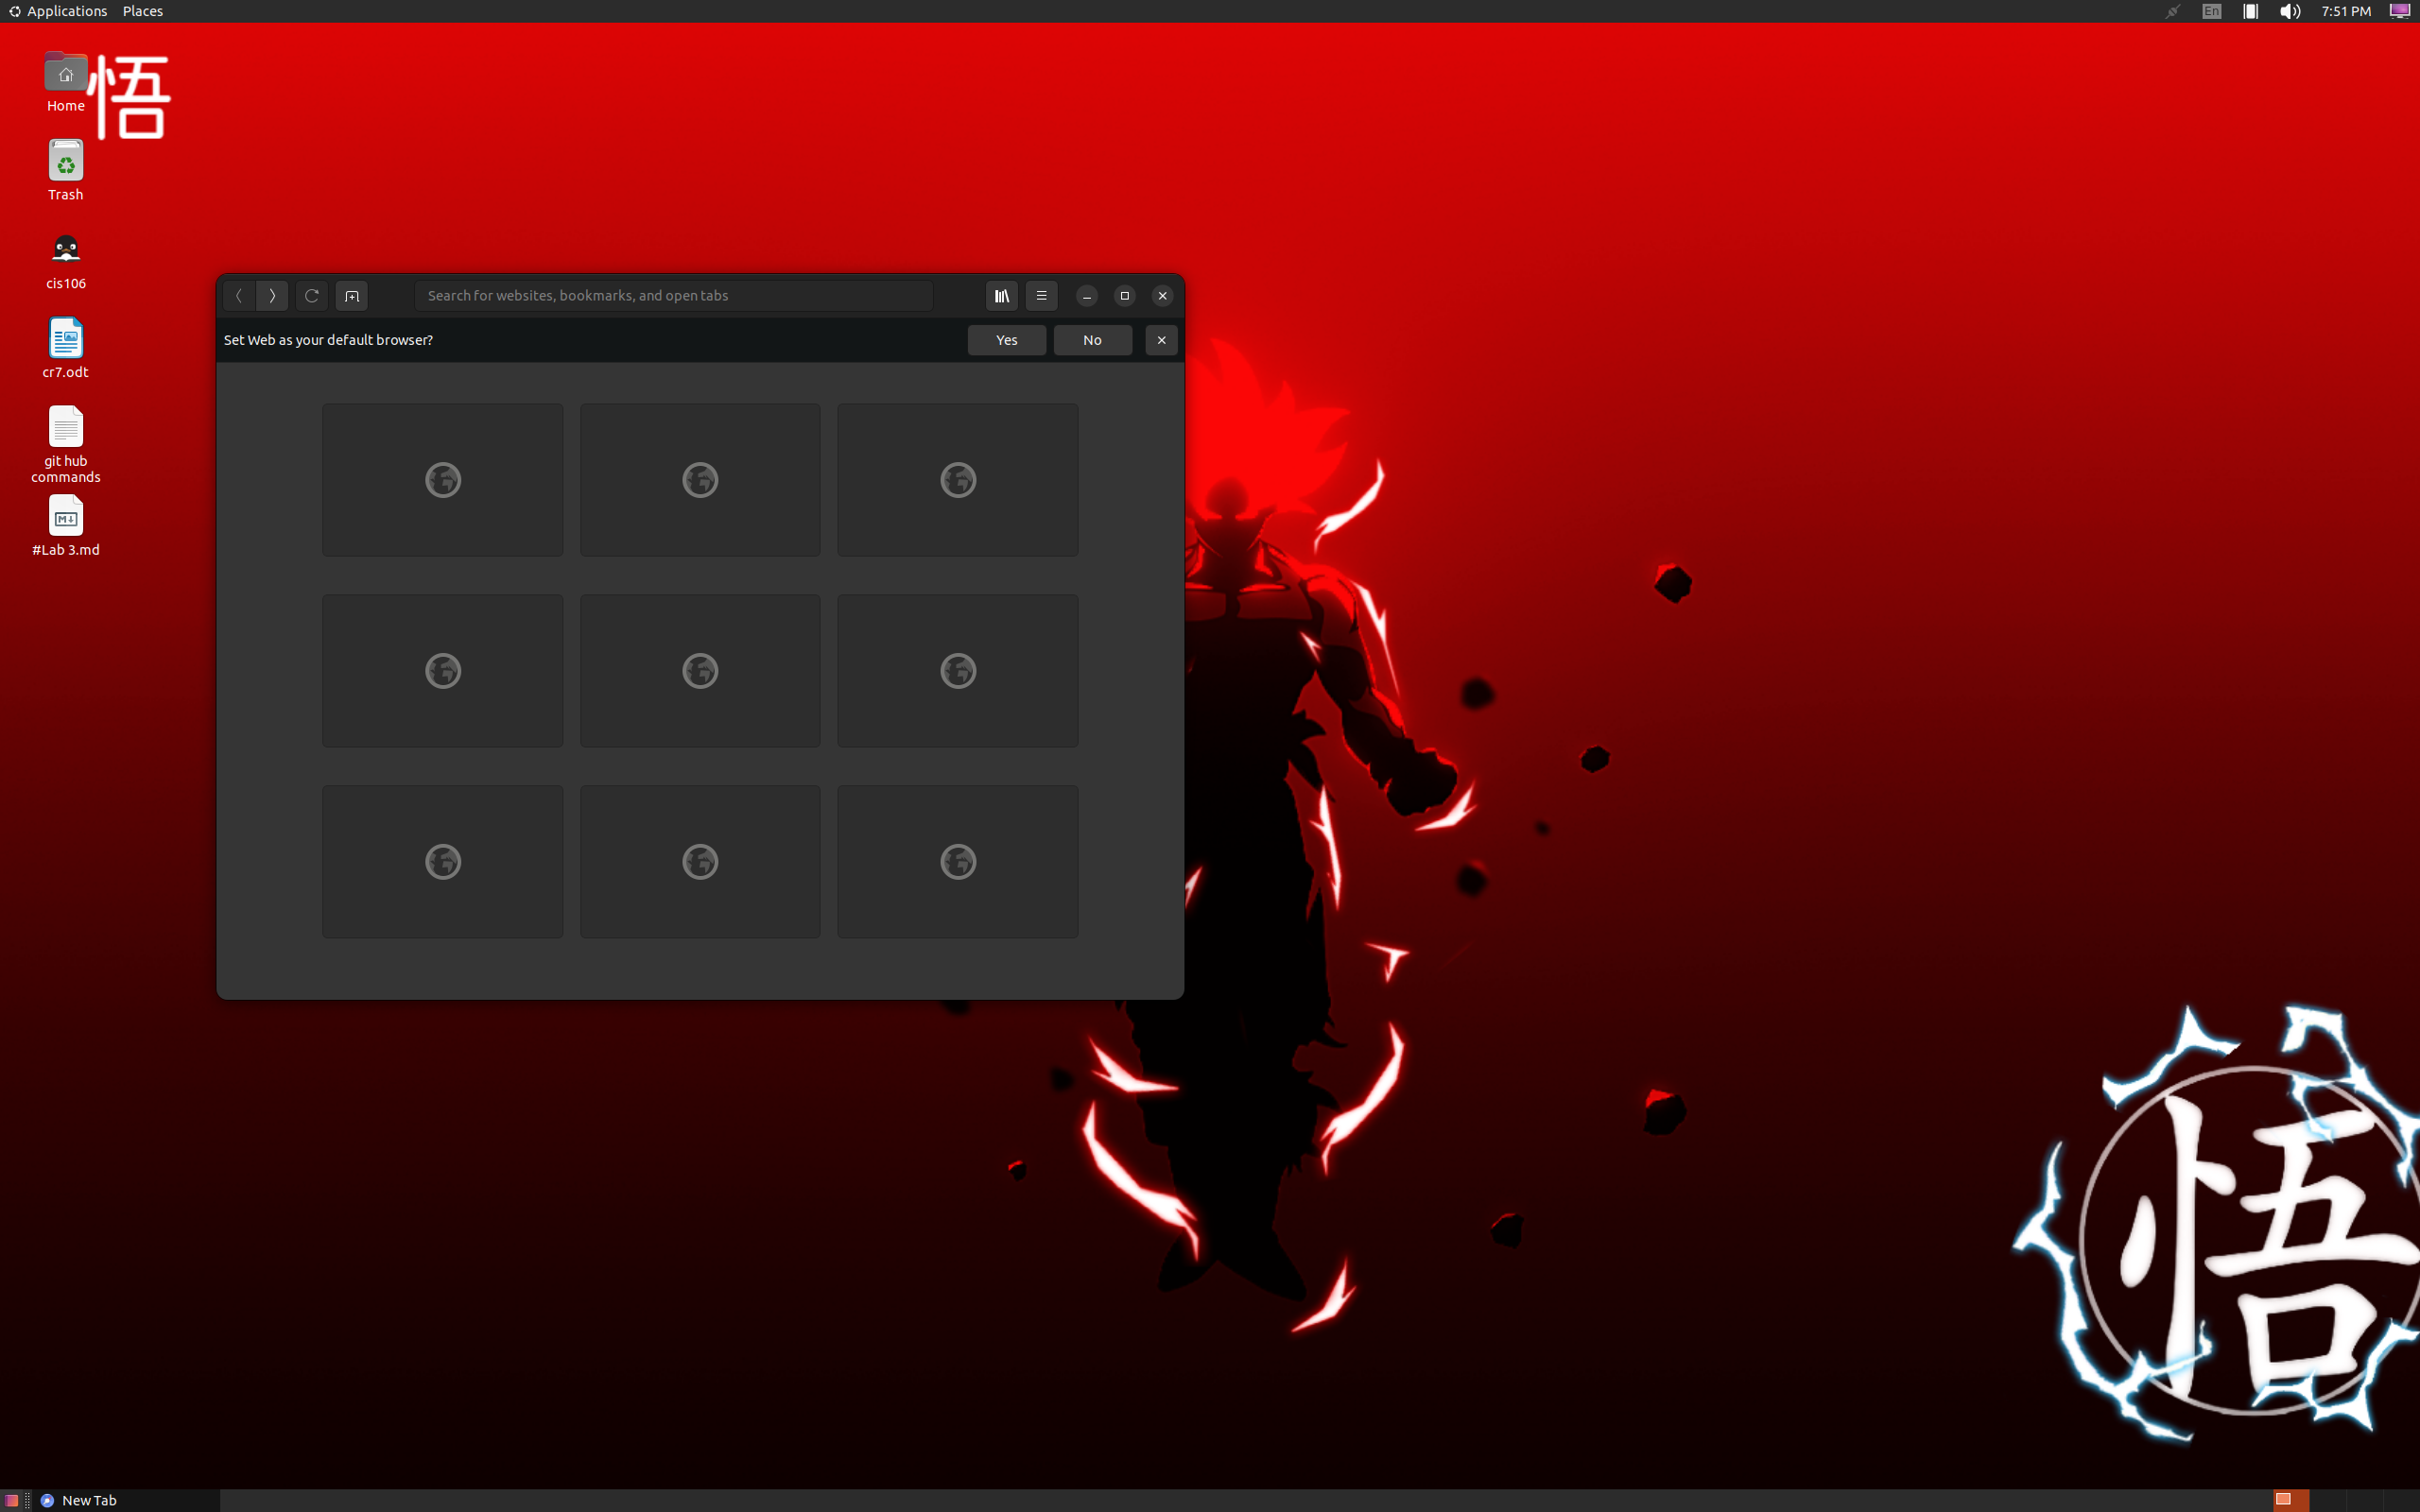 Applications Places
En 7:51 PM
悟
Home
Trash
cis106
cr7.odt
git hub
commands
M↓
#Lab 3.md
Search for websites, bookmarks, and open tabs
Set Web as your default browser? Yes No
悟
New Tab